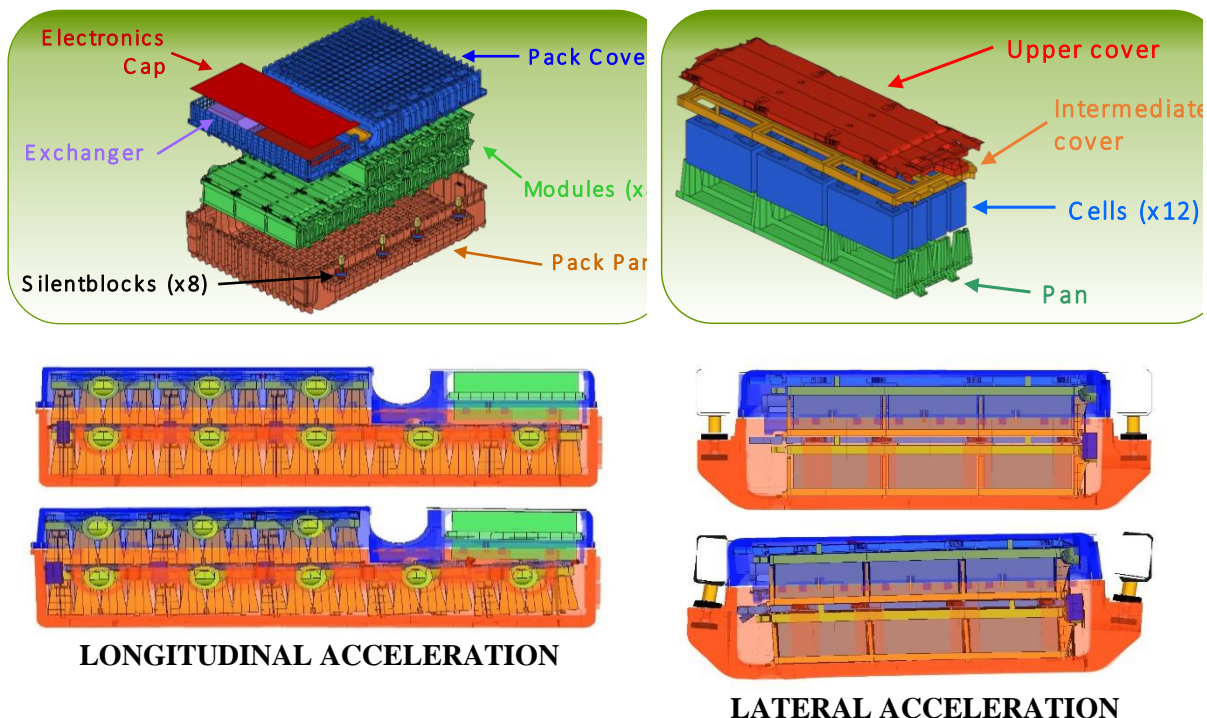 Electronics
Cap
Pack Cove
Exchanger
Modules (x
Silentblocks (x8)
Pack Pan
Upper cover
Intermediate
cover
Cells (x12)
Pan
LONGITUDINAL ACCELERATION
LATERAL ACCELERATION